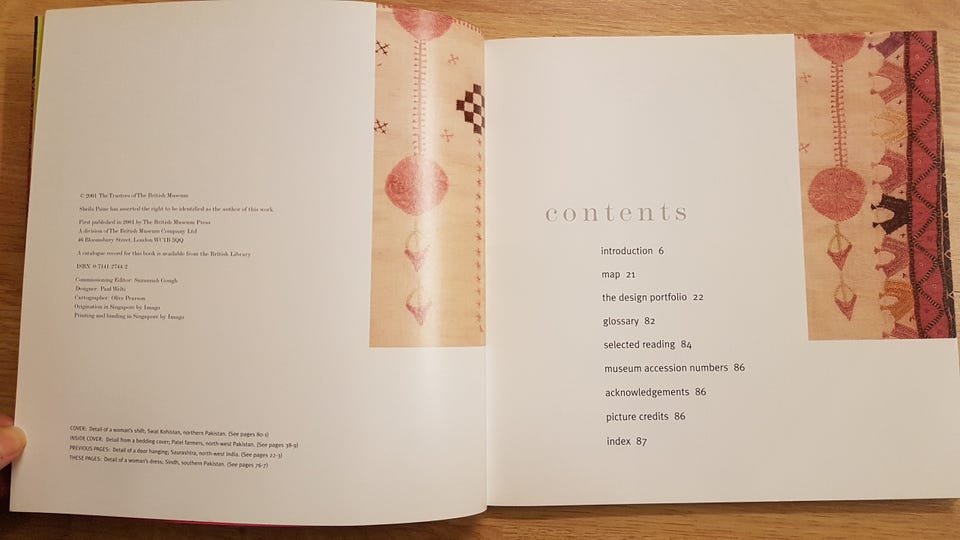 © 2001 The Trustees of The British Museum
Sheila Paine has asserted the right to be identified as the author of this work
First published in 2001 by The British Museum Press
A division of The British Museum Company Ltd
46 Bloomsbury Street, London WC1B 3QQ
A catalogue record for this book is available from the British Library
ISBN 0-7141-2744-2
Commissioning Editor: Suzannah Gough
Designer: Paul Welti
Cartographer: Olive Pearson
Origination in Singapore by Imago
Printing and binding in Singapore by Imago
COVER: Detail of a woman's shift; Swat Kohistan, northern Pakistan. (See pages 80-1)
INSIDE COVER: Detail from a bedding cover; Patel farmers, north-west Pakistan. (See pages 38-9)
PREVIOUS PAGES: Detail of a door hanging; Saurashtra, north-west India. (See pages 22-3)
THESE PAGES: Detail of a woman's dress; Sindh, southern Pakistan. (See pages 76-7)
contents
introduction 6
map 21
the design portfolio 22
glossary 82
selected reading 84
museum accession numbers 86
acknowledgements 86
picture credits 86
index 87